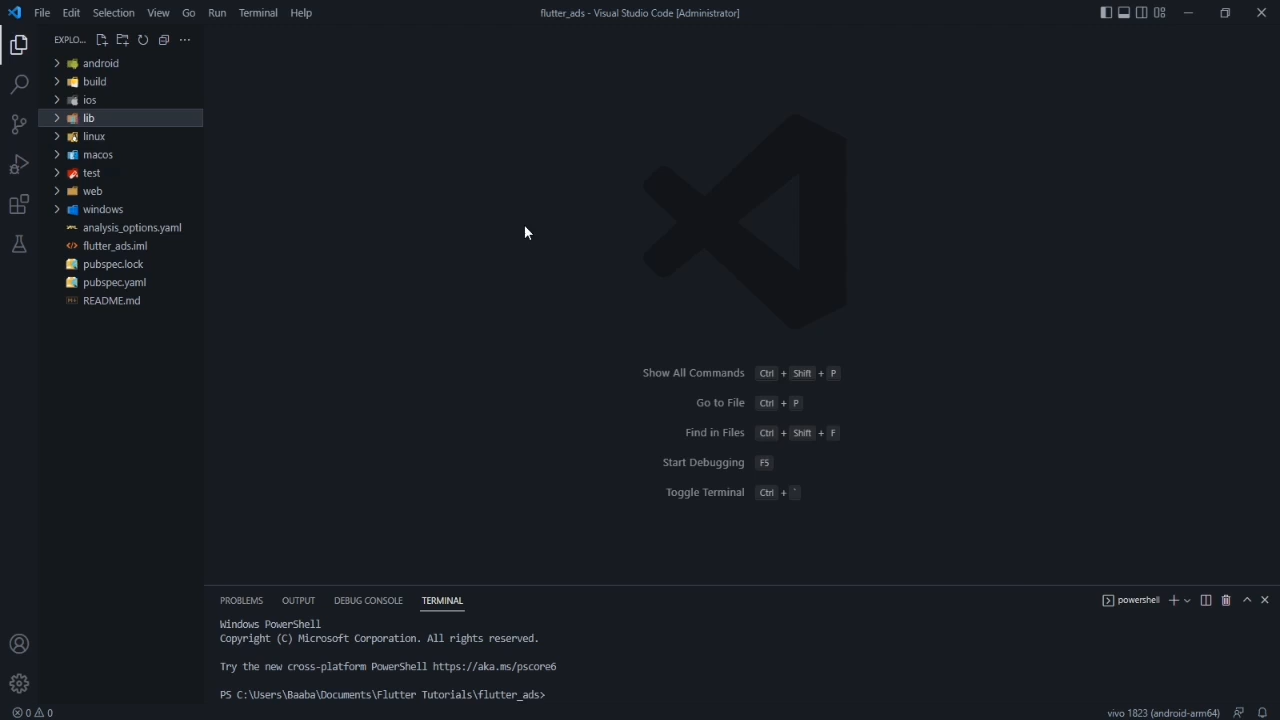 File Edit Selection View Go Run Terminal Help
flutter_ads - Visual Studio Code [Administrator]
EXPLO...
android
build
ios
lib
linux
macos
test
web
windows
analysis_options.yaml
flutter_ads.iml
pubspec.lock
pubspec.yaml
README.md
Show All Commands Ctrl + Shift + P
Go to File Ctrl + P
Find in Files Ctrl + Shift + F
Start Debugging F5
Toggle Terminal Ctrl + `
PROBLEMS OUTPUT DEBUG CONSOLE TERMINAL
powershell
Windows PowerShell
Copyright (C) Microsoft Corporation. All rights reserved.
Try the new cross-platform PowerShell https://aka.ms/pscore6
PS C:\Users\Baaba\Documents\Flutter Tutorials\flutter_ads>
0 0
vivo 1823 (android-arm64)